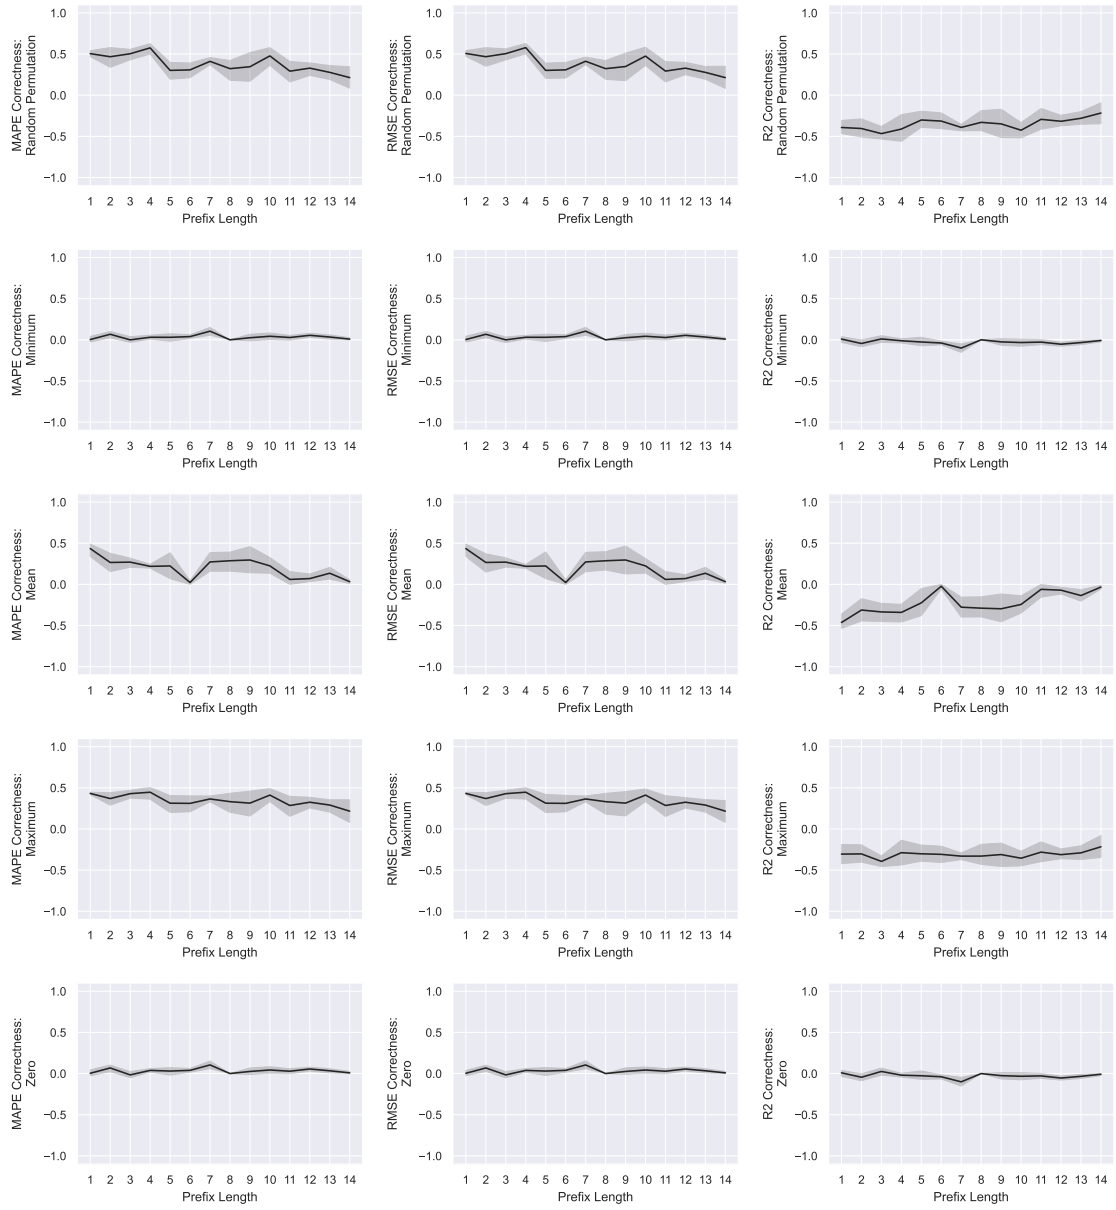 MAPE Correctness:
Random Permutation
1.0
0.5
0.0
−0.5
−1.0
1 2 3 4 5 6 7 8 9 10 11 12 13 14
Prefix Length
RMSE Correctness:
Random Permutation
1.0
0.5
0.0
−0.5
−1.0
1 2 3 4 5 6 7 8 9 10 11 12 13 14
Prefix Length
R2 Correctness:
Random Permutation
1.0
0.5
0.0
−0.5
−1.0
1 2 3 4 5 6 7 8 9 10 11 12 13 14
Prefix Length
MAPE Correctness:
Minimum
1.0
0.5
0.0
−0.5
−1.0
1 2 3 4 5 6 7 8 9 10 11 12 13 14
Prefix Length
RMSE Correctness:
Minimum
1.0
0.5
0.0
−0.5
−1.0
1 2 3 4 5 6 7 8 9 10 11 12 13 14
Prefix Length
R2 Correctness:
Minimum
1.0
0.5
0.0
−0.5
−1.0
1 2 3 4 5 6 7 8 9 10 11 12 13 14
Prefix Length
MAPE Correctness:
Mean
1.0
0.5
0.0
−0.5
−1.0
1 2 3 4 5 6 7 8 9 10 11 12 13 14
Prefix Length
RMSE Correctness:
Mean
1.0
0.5
0.0
−0.5
−1.0
1 2 3 4 5 6 7 8 9 10 11 12 13 14
Prefix Length
R2 Correctness:
Mean
1.0
0.5
0.0
−0.5
−1.0
1 2 3 4 5 6 7 8 9 10 11 12 13 14
Prefix Length
MAPE Correctness:
Maximum
1.0
0.5
0.0
−0.5
−1.0
1 2 3 4 5 6 7 8 9 10 11 12 13 14
Prefix Length
RMSE Correctness:
Maximum
1.0
0.5
0.0
−0.5
−1.0
1 2 3 4 5 6 7 8 9 10 11 12 13 14
Prefix Length
R2 Correctness:
Maximum
1.0
0.5
0.0
−0.5
−1.0
1 2 3 4 5 6 7 8 9 10 11 12 13 14
Prefix Length
MAPE Correctness:
Zero
1.0
0.5
0.0
−0.5
−1.0
1 2 3 4 5 6 7 8 9 10 11 12 13 14
Prefix Length
RMSE Correctness:
Zero
1.0
0.5
0.0
−0.5
−1.0
1 2 3 4 5 6 7 8 9 10 11 12 13 14
Prefix Length
R2 Correctness:
Zero
1.0
0.5
0.0
−0.5
−1.0
1 2 3 4 5 6 7 8 9 10 11 12 13 14
Prefix Length